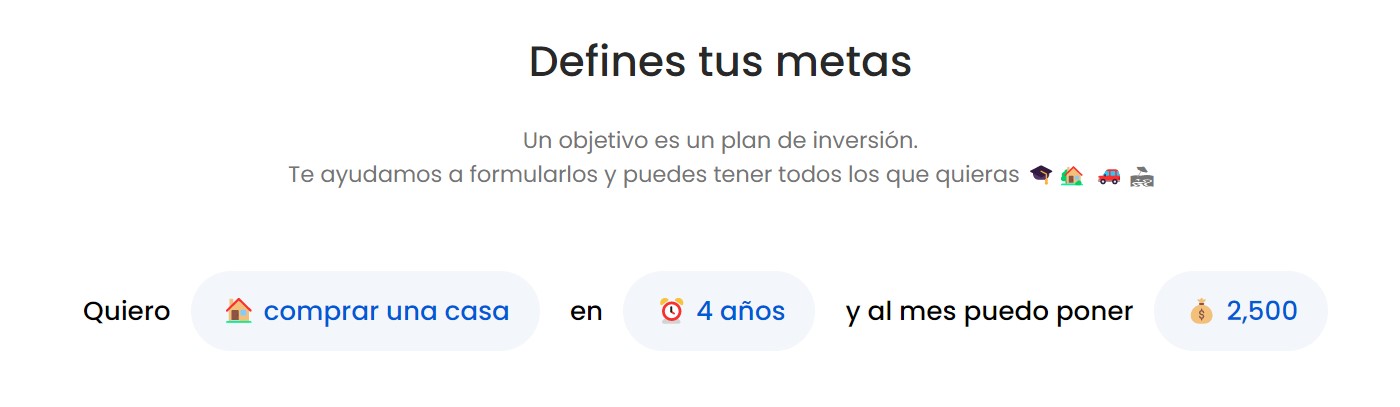 Defines tus metas
Un objetivo es un plan de inversión.
Te ayudamos a formularlos y puedes tener todos los que quieras
Quiero comprar una casa en 4 años y al mes puedo poner 2,500